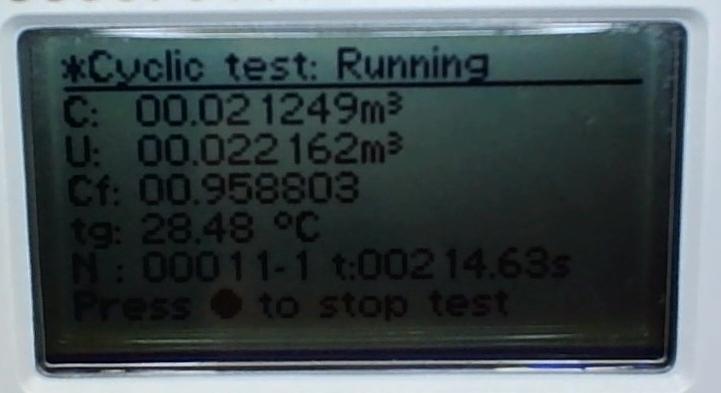 *Cyclic test: Running
C: 00.021249m³
U: 00.022162m³
Cf: 00.958803
tg: 28.48 °C
N : 00011-1 t:00214.63s
Press ● to stop test